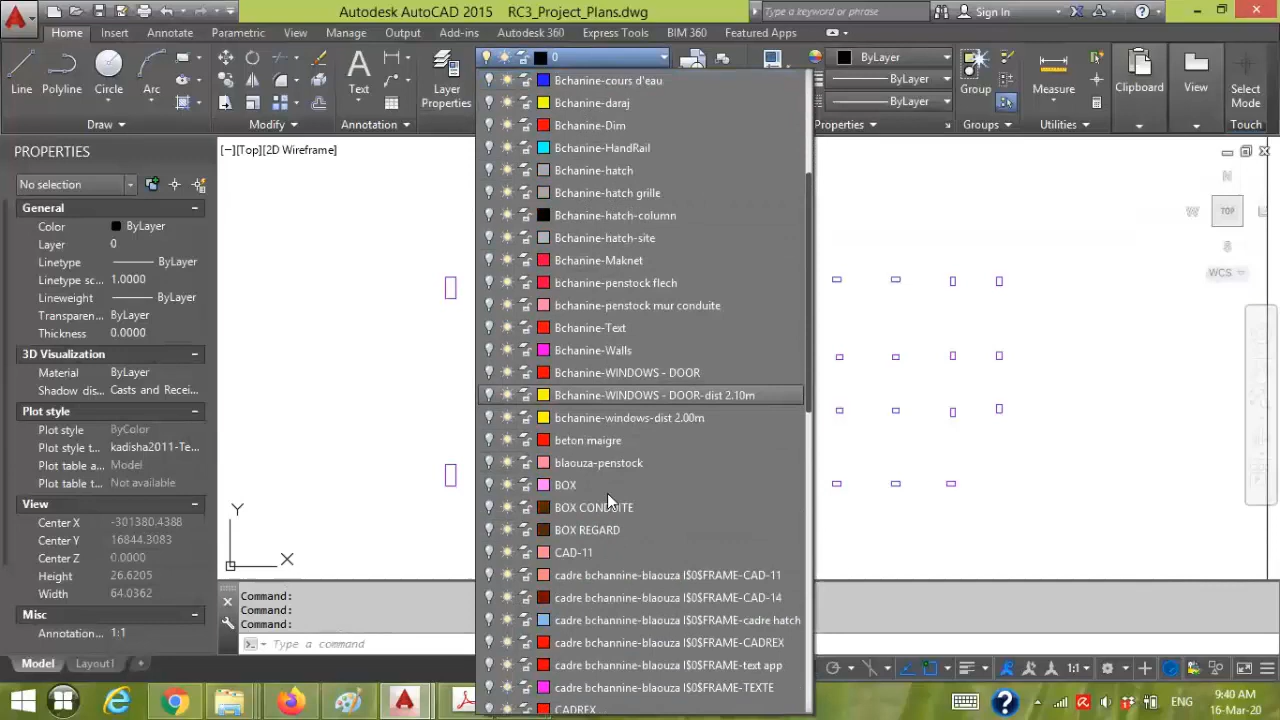 Autodesk AutoCAD 2015 RC3_Project_Plans.dwg
Type a keyword or phrase
Sign In
Home Insert Annotate Parametric View Manage Output Add-ins Autodesk 360 Express Tools BIM 360 Featured Apps
Line Polyline Circle Arc
Text
Layer Properties
0
ByLayer
ByLayer
ByLayer
Group
Measure
Clipboard
View
Select Mode
Draw Modify Annotation Properties Groups Utilities Touch
PROPERTIES
No selection
General
Color ByLayer
Layer 0
Linetype ByLayer
Linetype sc... 1.0000
Lineweight ByLayer
Transparen... ByLayer
Thickness 0.0000
3D Visualization
Material ByLayer
Shadow dis... Casts and Recei...
Plot style
Plot style ByColor
Plot style t... kadisha2011-Te...
Plot table a... Model
Plot table t... Not available
View
Center X -301380.4388
Center Y 16844.3083
Center Z 0.0000
Height 26.6205
Width 64.0362
Misc
Annotation... 1:1
[−][Top][2D Wireframe]
Bchanine-cours d'eau
Bchanine-daraj
Bchanine-Dim
Bchanine-HandRail
Bchanine-hatch
Bchanine-hatch grille
Bchanine-hatch-column
Bchanine-hatch-site
Bchanine-Maknet
bchanine-penstock flech
bchanine-penstock mur conduite
Bchanine-Text
Bchanine-Walls
Bchanine-WINDOWS - DOOR
Bchanine-WINDOWS - DOOR-dist 2.10m
bchanine-windows-dist 2.00m
beton maigre
blaouza-penstock
BOX
BOX CONDUITE
BOX REGARD
CAD-11
cadre bchannine-blaouza I$0$FRAME-CAD-11
cadre bchannine-blaouza I$0$FRAME-CAD-14
cadre bchannine-blaouza I$0$FRAME-cadre hatch
cadre bchannine-blaouza I$0$FRAME-CADREX
cadre bchannine-blaouza I$0$FRAME-text app
cadre bchannine-blaouza I$0$FRAME-TEXTE
CADREX
N
W TOP
S
WCS
Y
X
Command:
Command:
Command:
Type a command
Model Layout1 +
1:1
9:40 AM
16-Mar-20